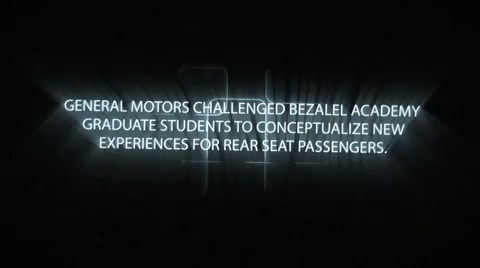 GENERAL MOTORS CHALLENGED BEZALEL ACADEMY
GRADUATE STUDENTS TO CONCEPTUALIZE NEW
EXPERIENCES FOR REAR SEAT PASSENGERS.